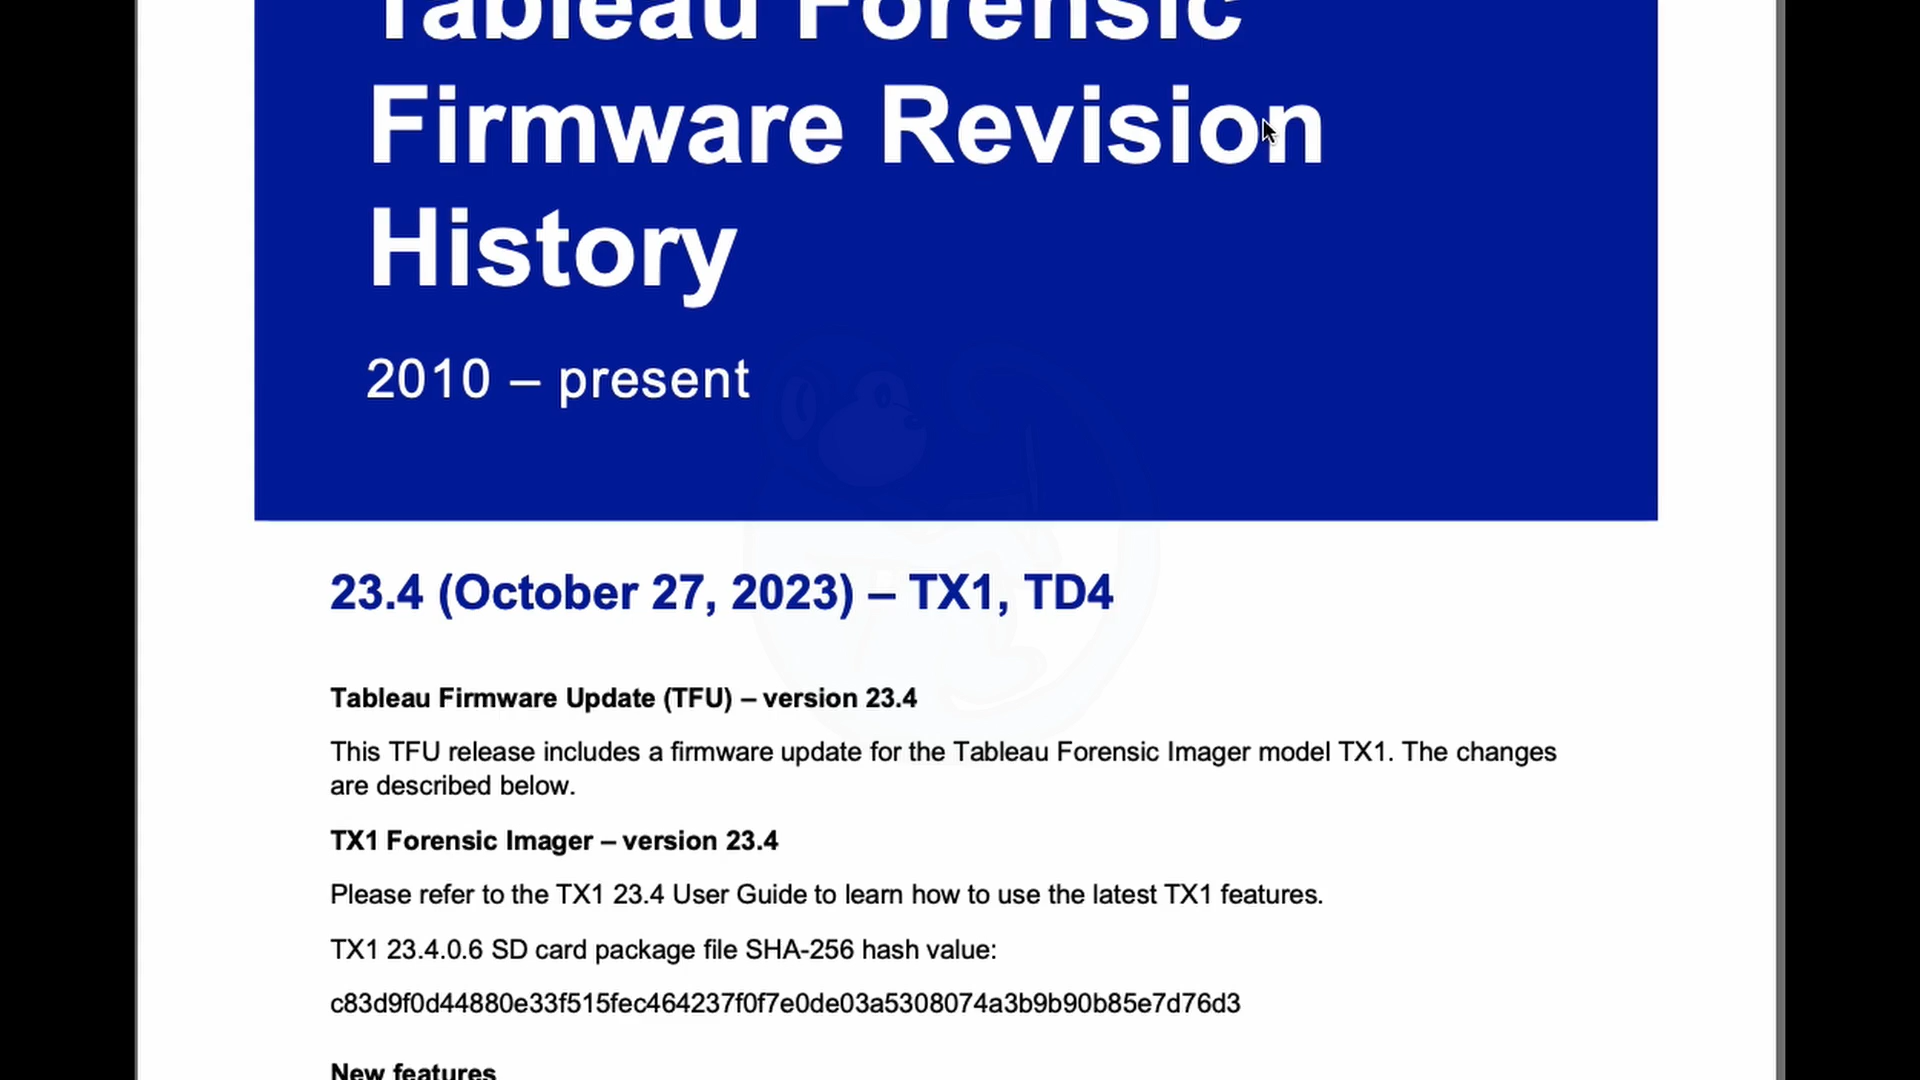 Tableau Forensic
Firmware Revision
History
2010 – present
23.4 (October 27, 2023) – TX1, TD4
Tableau Firmware Update (TFU) – version 23.4
This TFU release includes a firmware update for the Tableau Forensic Imager model TX1. The changes
are described below.
TX1 Forensic Imager – version 23.4
Please refer to the TX1 23.4 User Guide to learn how to use the latest TX1 features.
TX1 23.4.0.6 SD card package file SHA-256 hash value:
c83d9f0d44880e33f515fec464237f0f7e0de03a5308074a3b9b90b85e7d76d3
New features